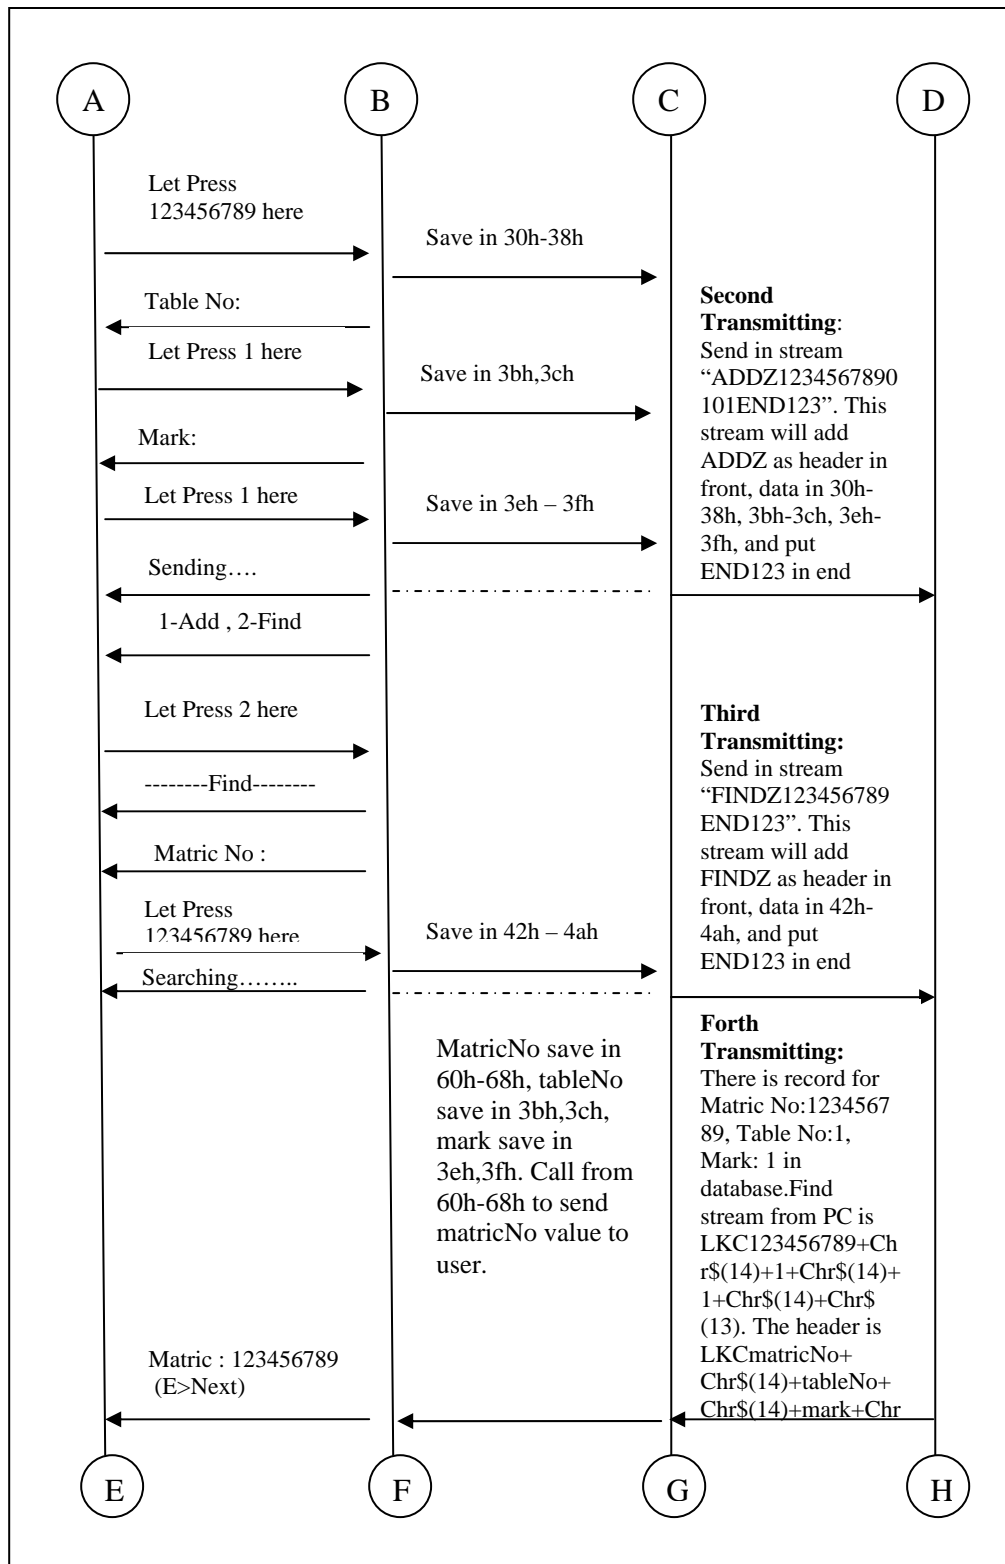 A
B
C
D
Let Press
123456789 here
Save in 30h-38h
Table No:
Let Press 1 here
Save in 3bh,3ch
Mark:
Let Press 1 here
Save in 3eh – 3fh
Sending….
1-Add , 2-Find
Second
Transmitting:
Send in stream
“ADDZ1234567890
101END123”. This
stream will add
ADDZ as header in
front, data in 30h-
38h, 3bh-3ch, 3eh-
3fh, and put
END123 in end
Let Press 2 here
--------Find--------
Matric No :
Let Press
123456789 here
Save in 42h – 4ah
Searching……..
Third
Transmitting:
Send in stream
“FINDZ123456789
END123”. This
stream will add
FINDZ as header in
front, data in 42h-
4ah, and put
END123 in end
MatricNo save in
60h-68h, tableNo
save in 3bh,3ch,
mark save in
3eh,3fh. Call from
60h-68h to send
matricNo value to
user.
Forth
Transmitting:
There is record for
Matric No:1234567
89, Table No:1,
Mark: 1 in
database.Find
stream from PC is
LKC123456789+Ch
r$(14)+1+Chr$(14)+
1+Chr$(14)+Chr$
(13). The header is
LKCmatricNo+
Chr$(14)+tableNo+
Chr$(14)+mark+Chr
Matric : 123456789
(E>Next)
E
F
G
H